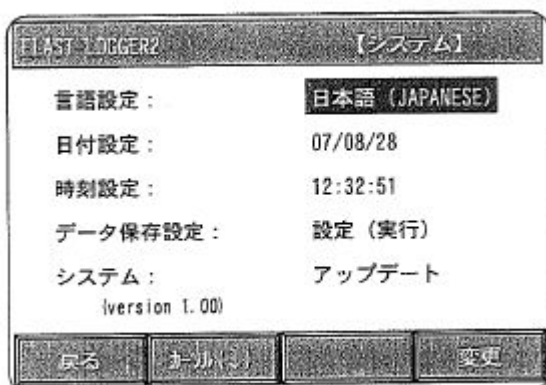 ELAST LOGGER2 【システム】
言語設定: 日本語 (JAPANESE)
日付設定: 07/08/28
時刻設定: 12:32:51
データ保存設定: 設定 (実行)
システム: アップデート
(version 1.00)
戻る 変更